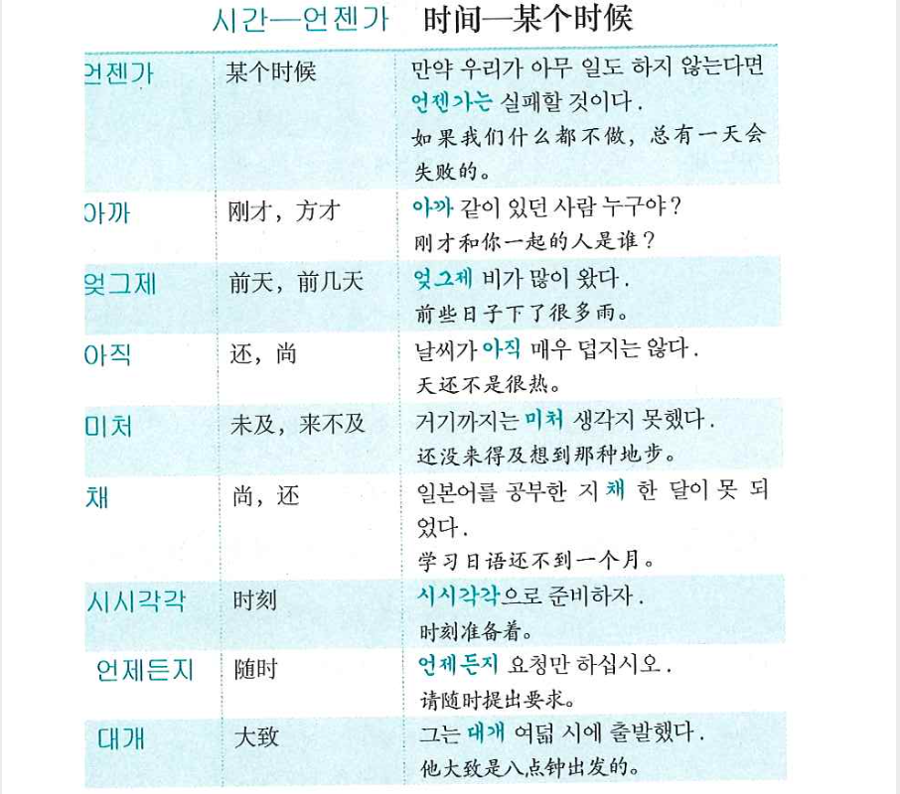 시간—언젠가 时间—某个时候
언젠가 某个时候 만약 우리가 아무 일도 하지 않는다면
언젠가는 실패할 것이다.
如果我们什么都不做，总有一天会
失败的。
아까 刚才，方才 아까 같이 있던 사람 누구야？
刚才和你一起的人是谁？
엊그제 前天，前几天 엊그제 비가 많이 왔다.
前些日子下了很多雨。
아직 还，尚 날씨가 아직 매우 덥지는 않다.
天还不是很热。
미처 未及，来不及 거기까지는 미처 생각지 못했다.
还没来得及想到那种地步。
채 尚，还 일본어를 공부한 지 채 한 달이 못 되
었다.
学习日语还不到一个月。
시시각각 时刻 시시각각으로 준비하자.
时刻准备着。
언제든지 随时 언제든지 요청만 하십시오.
请随时提出要求。
대개 大致 그는 대개 여덟 시에 출발했다.
他大致是八点钟出发的。